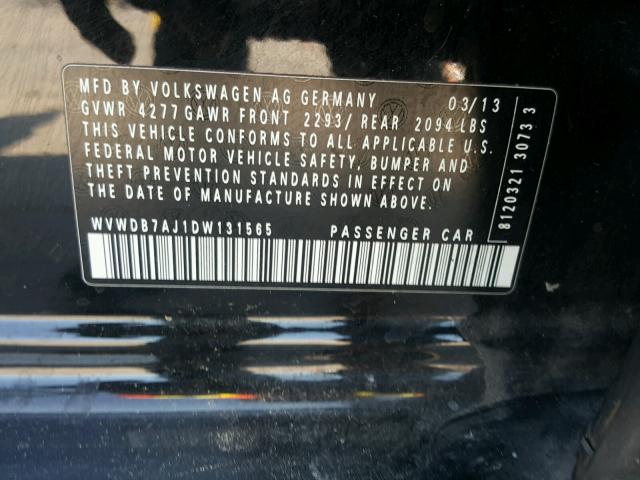 MFD BY VOLKSWAGEN AG GERMANY 03/13
GVWR 4277 GAWR FRONT 2293/ REAR 2094 LBS
THIS VEHICLE CONFORMS TO ALL APPLICABLE U.S.
FEDERAL MOTOR VEHICLE SAFETY, BUMPER AND
THEFT PREVENTION STANDARDS IN EFFECT ON
THE DATE OF MANUFACTURE SHOWN ABOVE.
WVWDB7AJ1DW131565 PASSENGER CAR
8120321 3073 3